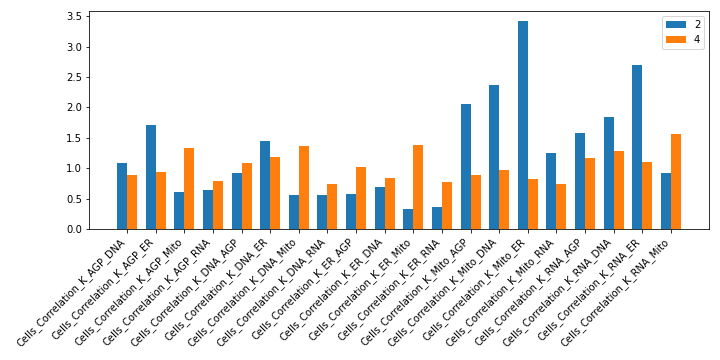 3.5
3.0
2.5
2.0
1.5
1.0
0.5
0.0
2
4
Cells_Correlation_K_AGP_DNA
Cells_Correlation_K_AGP_ER
Cells_Correlation_K_AGP_Mito
Cells_Correlation_K_AGP_RNA
Cells_Correlation_K_DNA_AGP
Cells_Correlation_K_DNA_ER
Cells_Correlation_K_DNA_Mito
Cells_Correlation_K_DNA_RNA
Cells_Correlation_K_ER_AGP
Cells_Correlation_K_ER_DNA
Cells_Correlation_K_ER_Mito
Cells_Correlation_K_ER_RNA
Cells_Correlation_K_Mito_AGP
Cells_Correlation_K_Mito_DNA
Cells_Correlation_K_Mito_ER
Cells_Correlation_K_Mito_RNA
Cells_Correlation_K_RNA_AGP
Cells_Correlation_K_RNA_DNA
Cells_Correlation_K_RNA_ER
Cells_Correlation_K_RNA_Mito